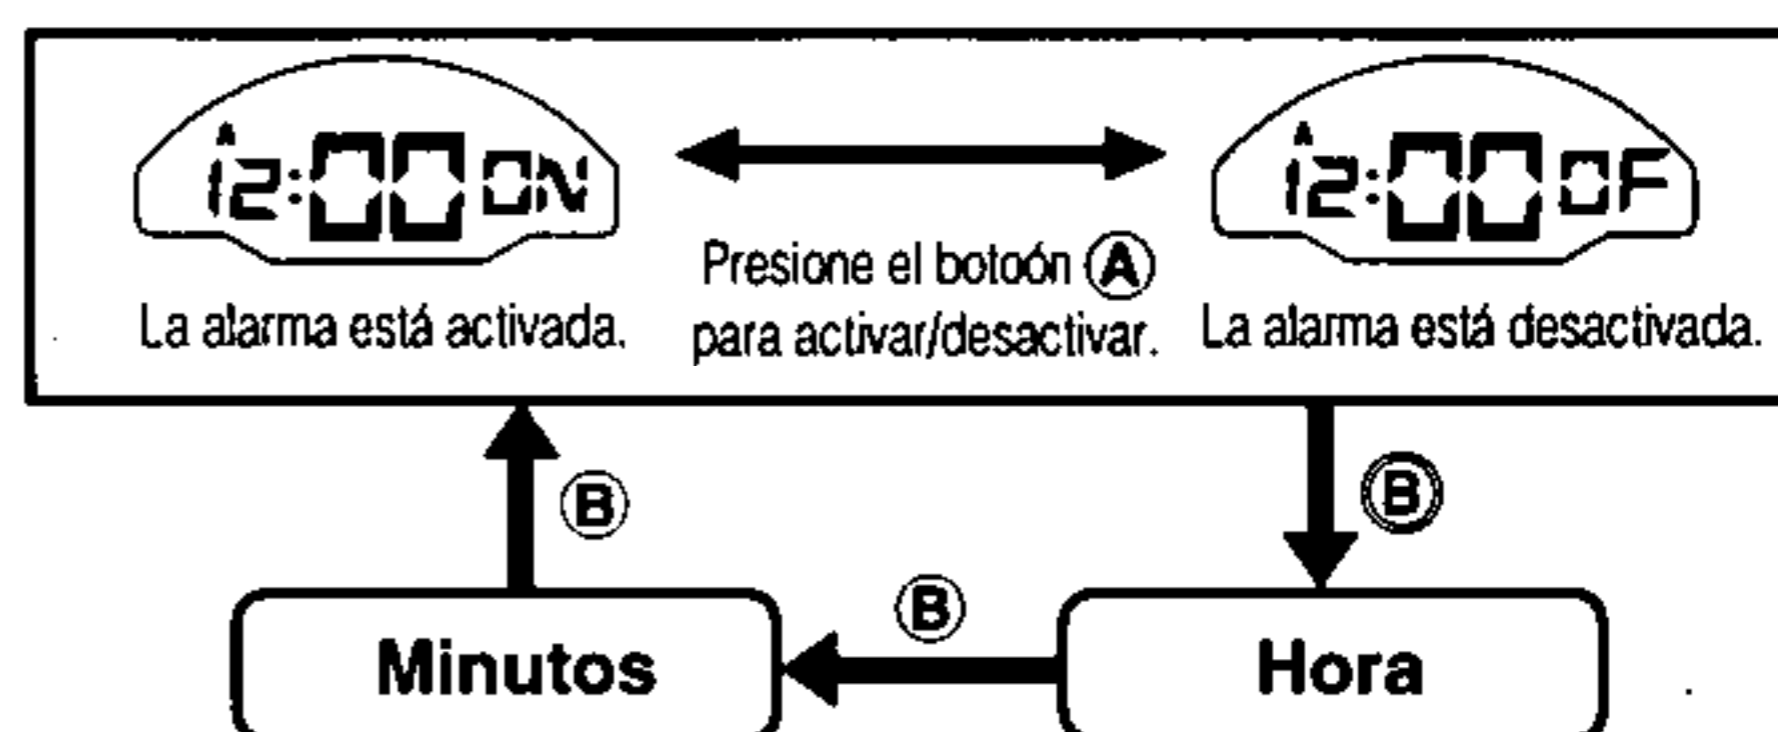 A 12:00 ON
A 12:00 OF
Presione el botoón A
para activar/desactivar.
La alarma está activada.
La alarma está desactivada.
B
B
B
Minutos
Hora